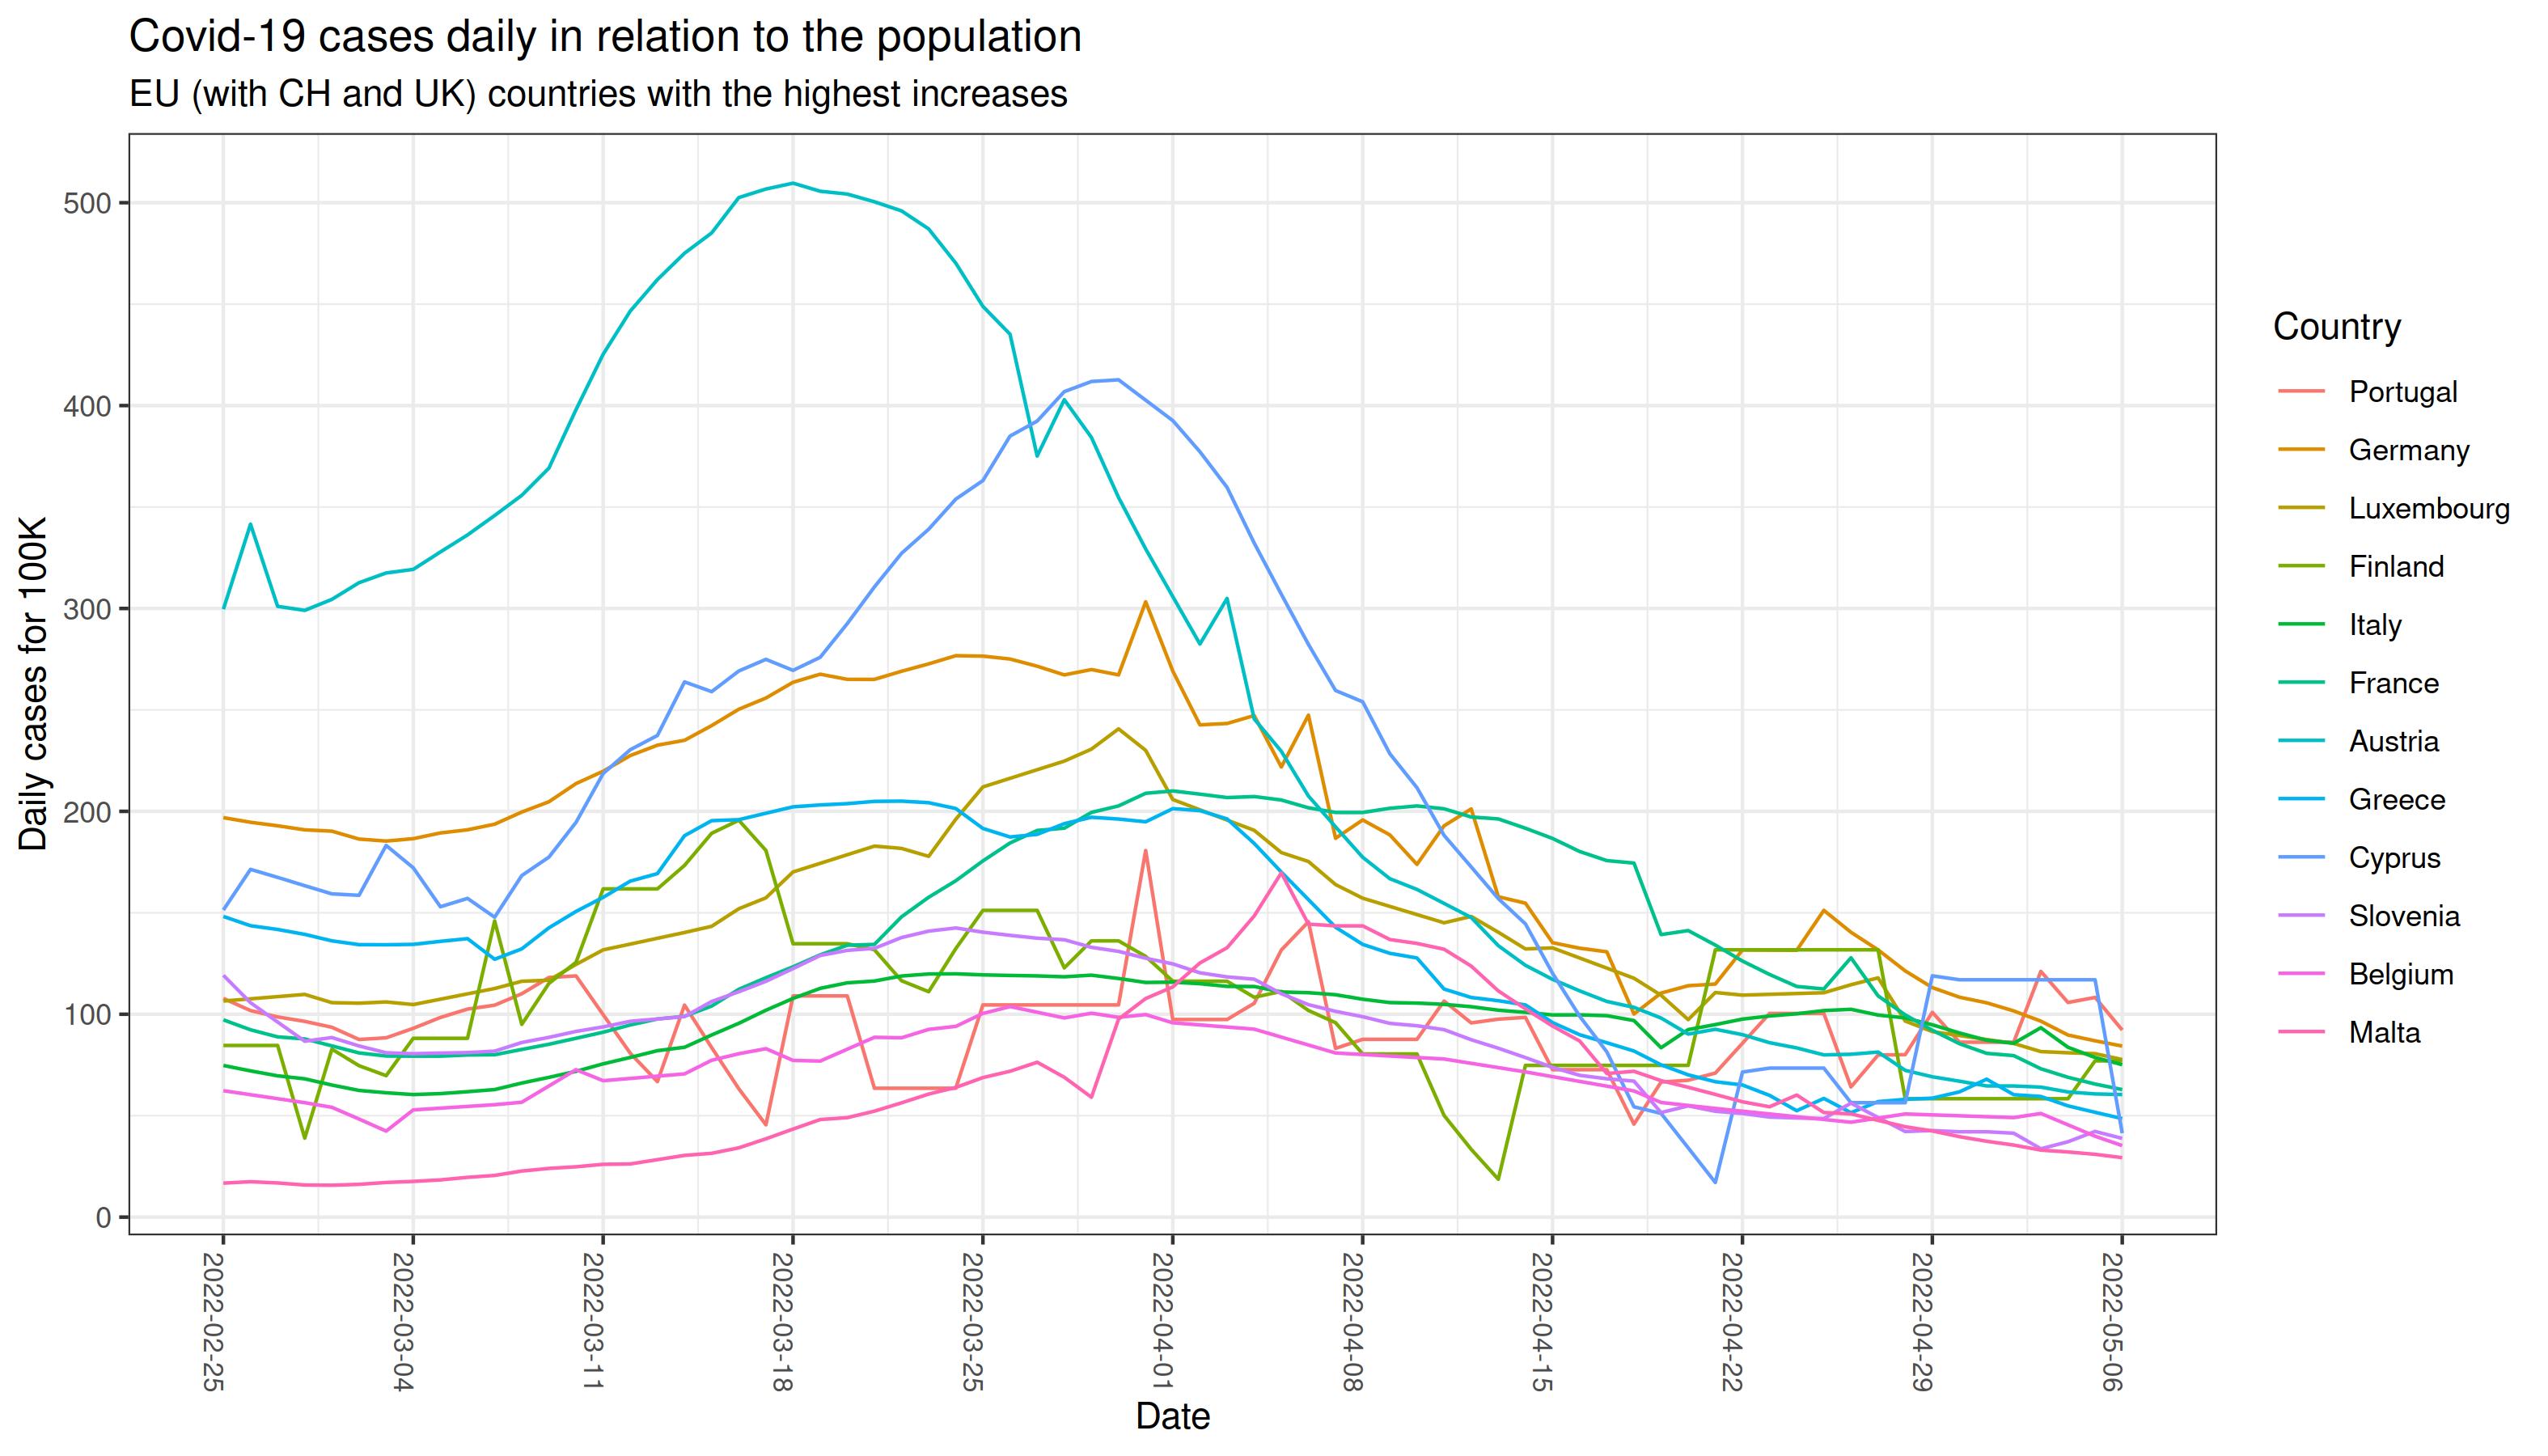 Covid-19 cases daily in relation to the population
EU (with CH and UK) countries with the highest increases
Daily cases for 100K
500
400
300
200
100
0
2022-02-25
2022-03-04
2022-03-11
2022-03-18
2022-03-25
2022-04-01
2022-04-08
2022-04-15
2022-04-22
2022-04-29
2022-05-06
Date
Country
Portugal
Germany
Luxembourg
Finland
Italy
France
Austria
Greece
Cyprus
Slovenia
Belgium
Malta